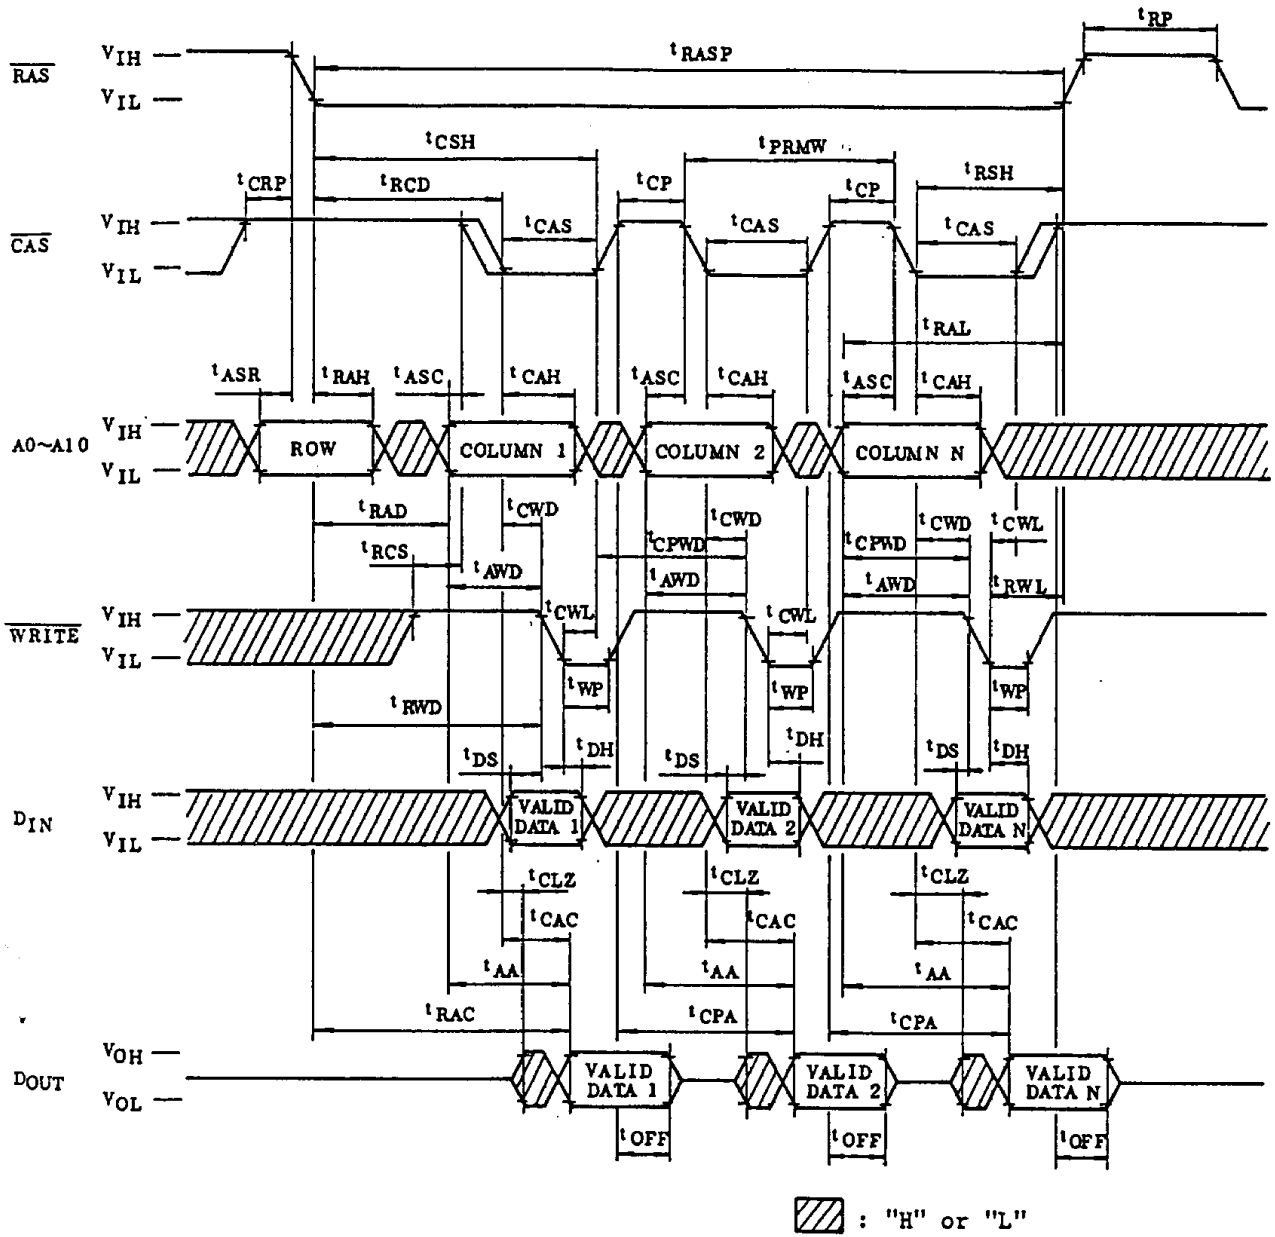 tRP
RAS VIH tRASP
VIL
tCSH tPRMW
tCRP tRCD tCP tCP tRSH
CAS VIH tCAS tCAS tCAS
VIL
tRAL
tASR tRAH tASC tCAH tASC tCAH tASC tCAH
A0~A10 VIH
ROW COLUMN 1 COLUMN 2 COLUMN N
VIL
tRAD tCWD tCWD tCWD tCWL
tRCS tCPWD tCPWD
tAWD tAWD tAWD tRWL
WRITE VIH tCWL tCWL
VIL
tWP tWP tWP
tRWD
tDS tDH tDS tDH tDS tDH
DIN VIH VALID VALID VALID
VIL DATA 1 DATA 2 DATA N
tCLZ tCLZ tCLZ
tCAC tCAC tCAC
tAA tAA tAA
tRAC tCPA tCPA
DOUT VOH VALID VALID VALID
VOL DATA 1 DATA 2 DATA N
tOFF tOFF tOFF
: "H" or "L"